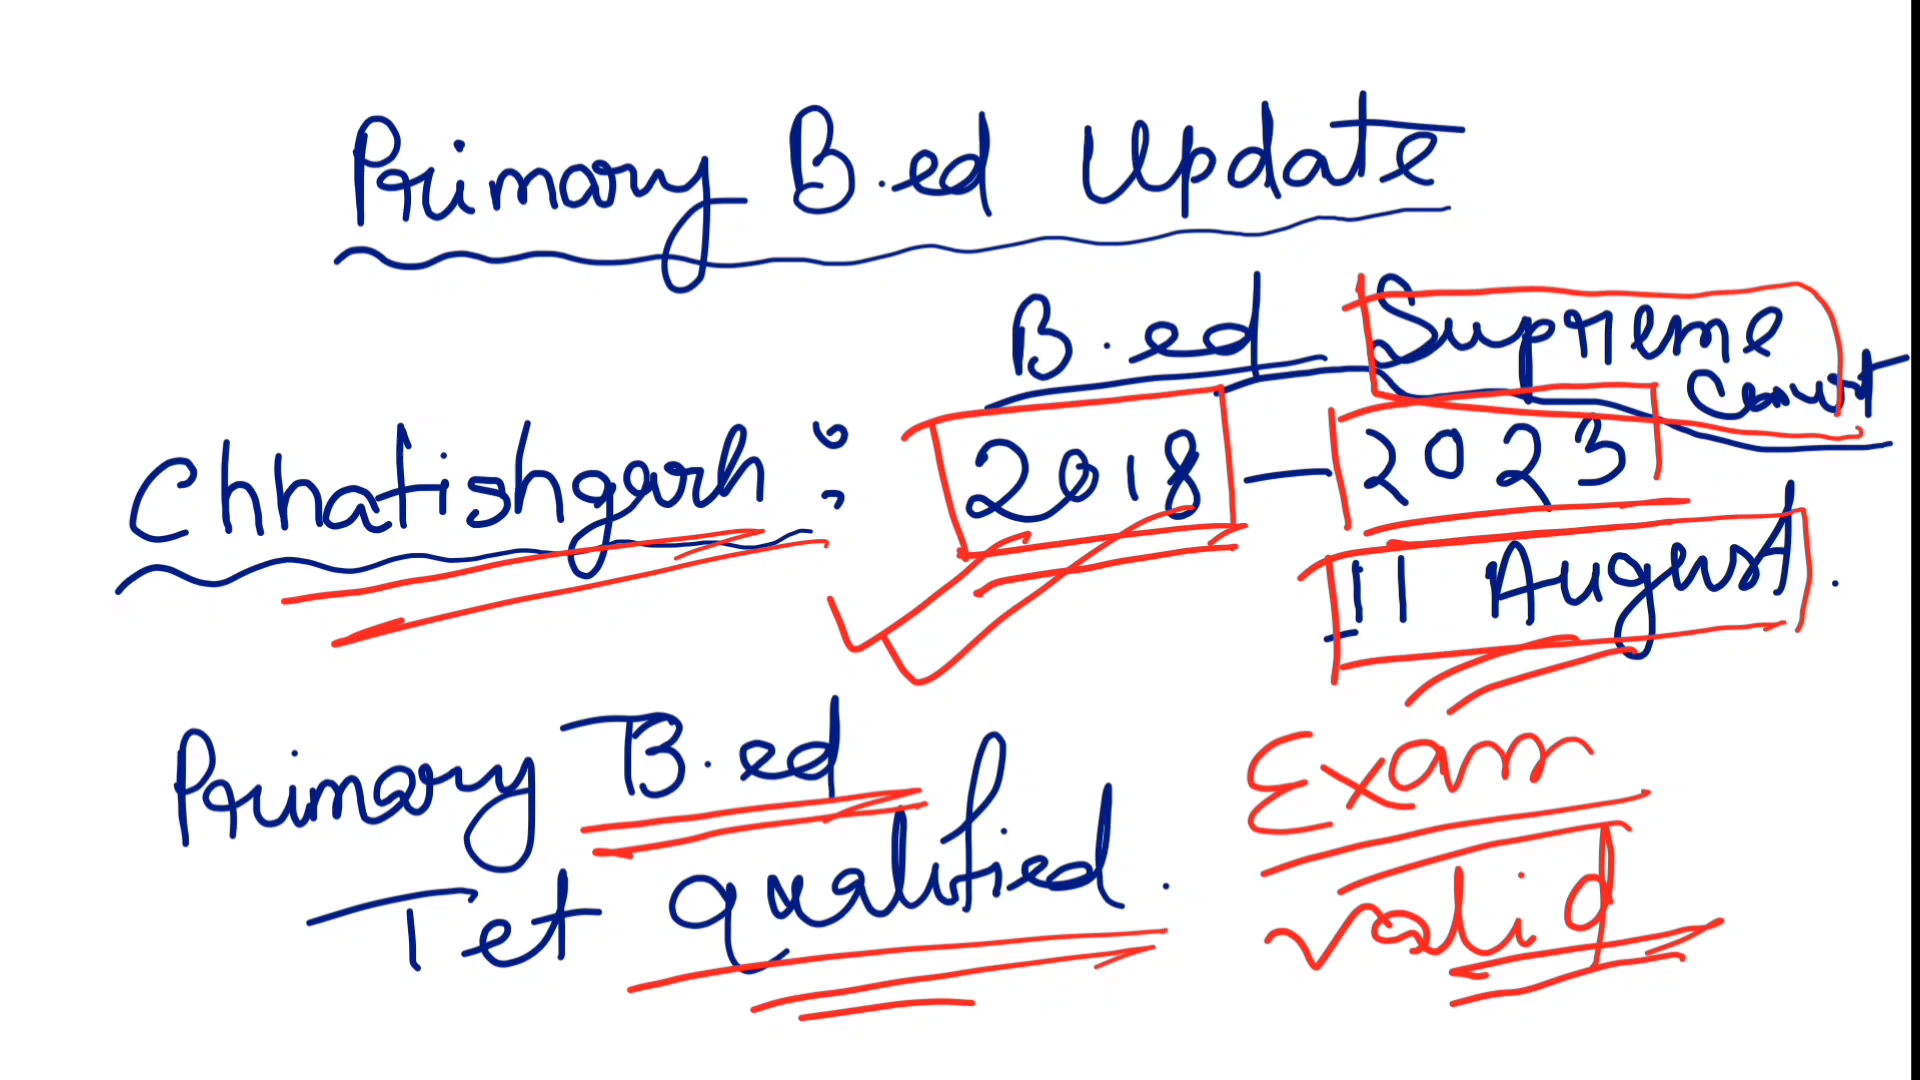 Primary B.ed Update
B.ed Supreme Court
Chhatishgarh : 2018 - 2023
11 August.
Primary B.ed Exam
Tet qualified. valid